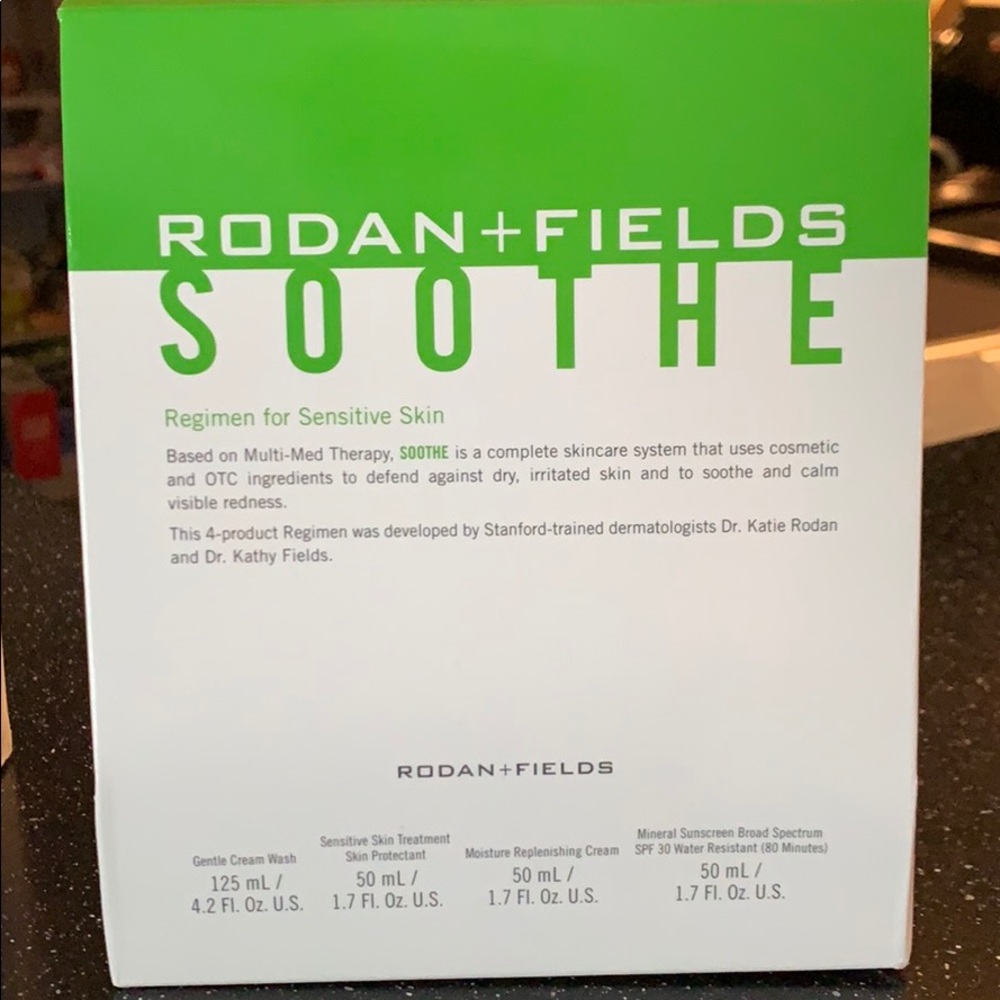 RODAN+FIELDS
SOOTHE
Regimen for Sensitive Skin
Based on Multi-Med Therapy, SOOTHE is a complete skincare system that uses cosmetic
and OTC ingredients to defend against dry, irritated skin and to soothe and calm
visible redness.
This 4-product Regimen was developed by Stanford-trained dermatologists Dr. Katie Rodan
and Dr. Kathy Fields.
RODAN+FIELDS
Gentle Cream Wash
125 mL /
4.2 Fl. Oz. U.S.
Sensitive Skin Treatment
Skin Protectant
50 mL /
1.7 Fl. Oz. U.S.
Moisture Replenishing Cream
50 mL /
1.7 Fl. Oz. U.S.
Mineral Sunscreen Broad Spectrum
SPF 30 Water Resistant (80 Minutes)
50 mL /
1.7 Fl. Oz. U.S.